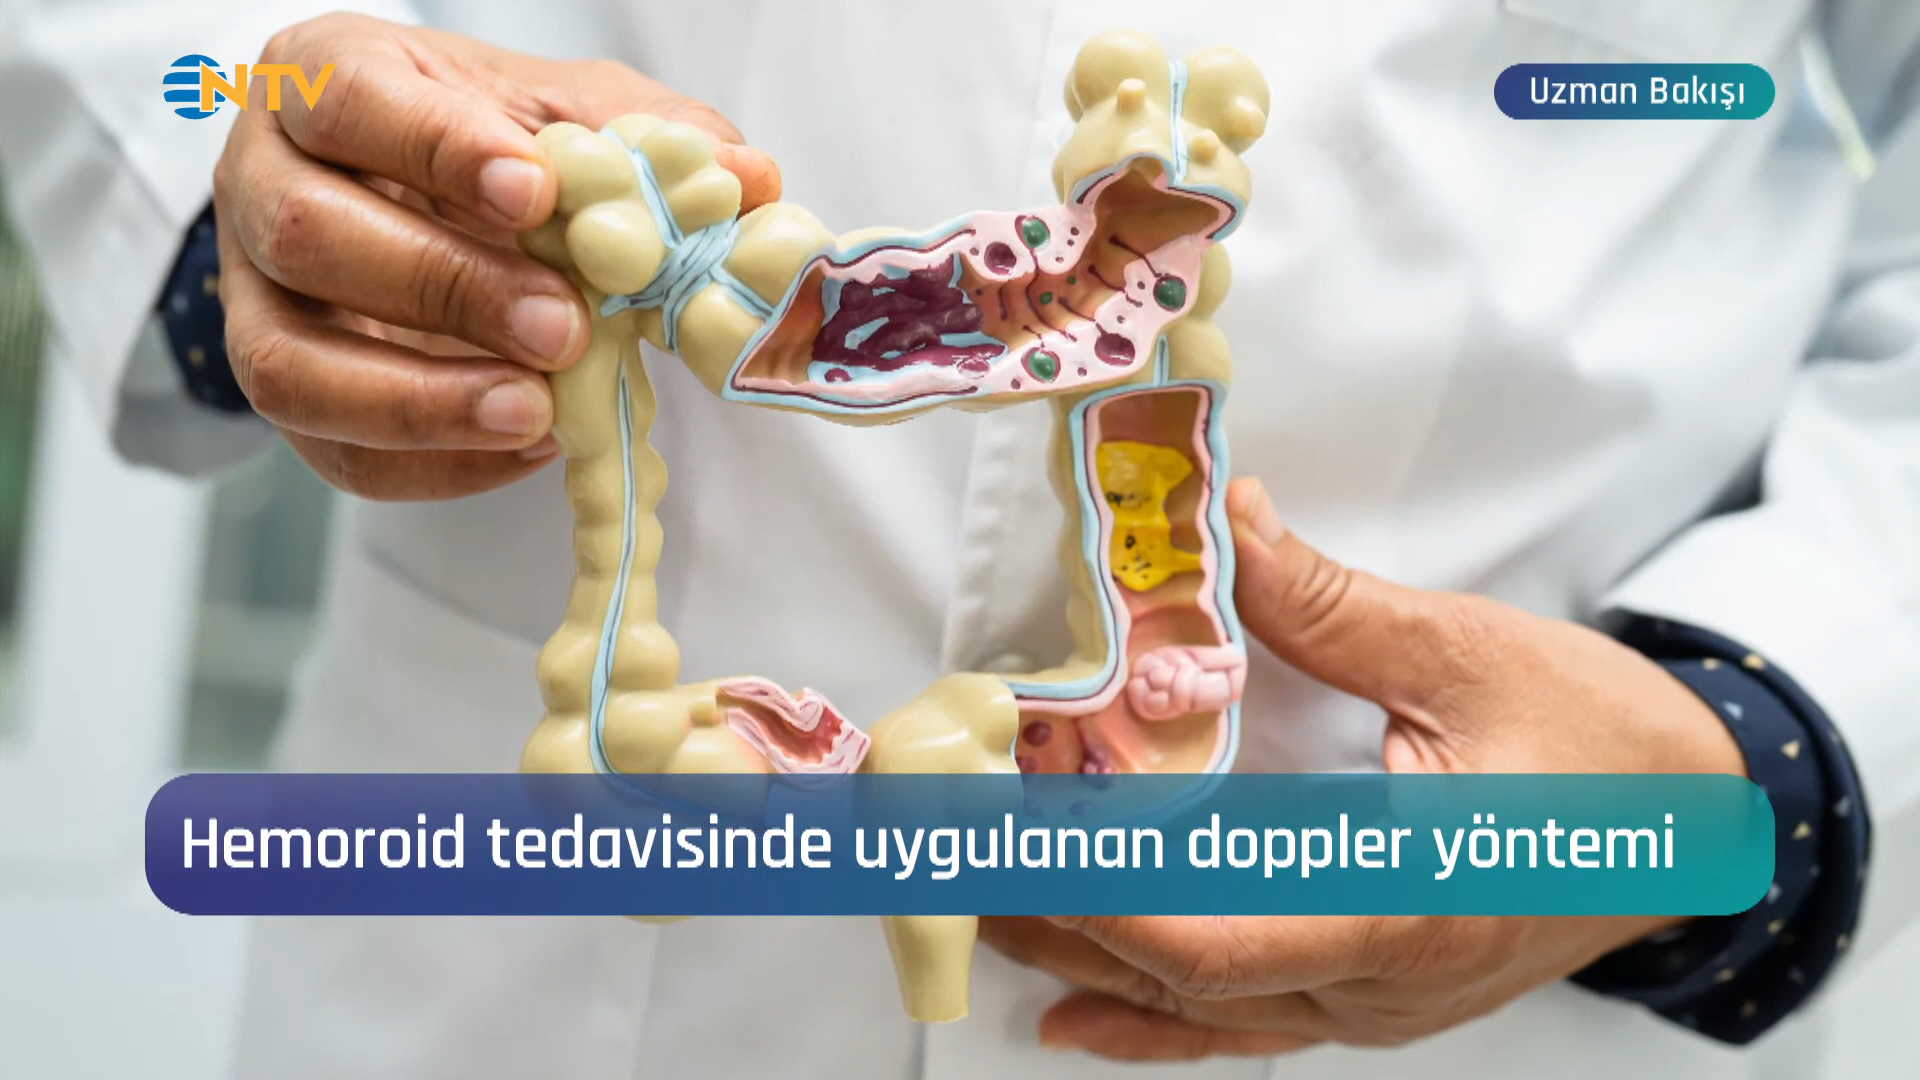 NTV
Uzman Bakışı
Hemoroid tedavisinde uygulanan doppler yöntemi